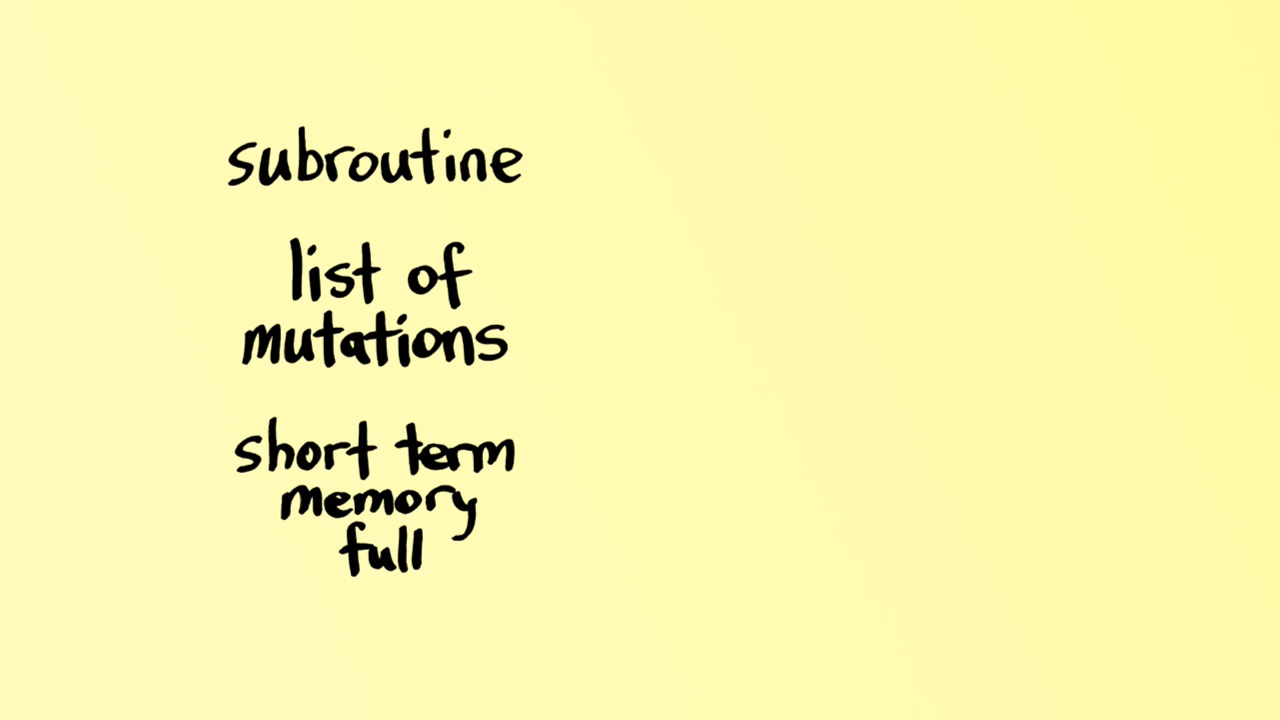 subroutine
list of
mutations
short term
memory
full